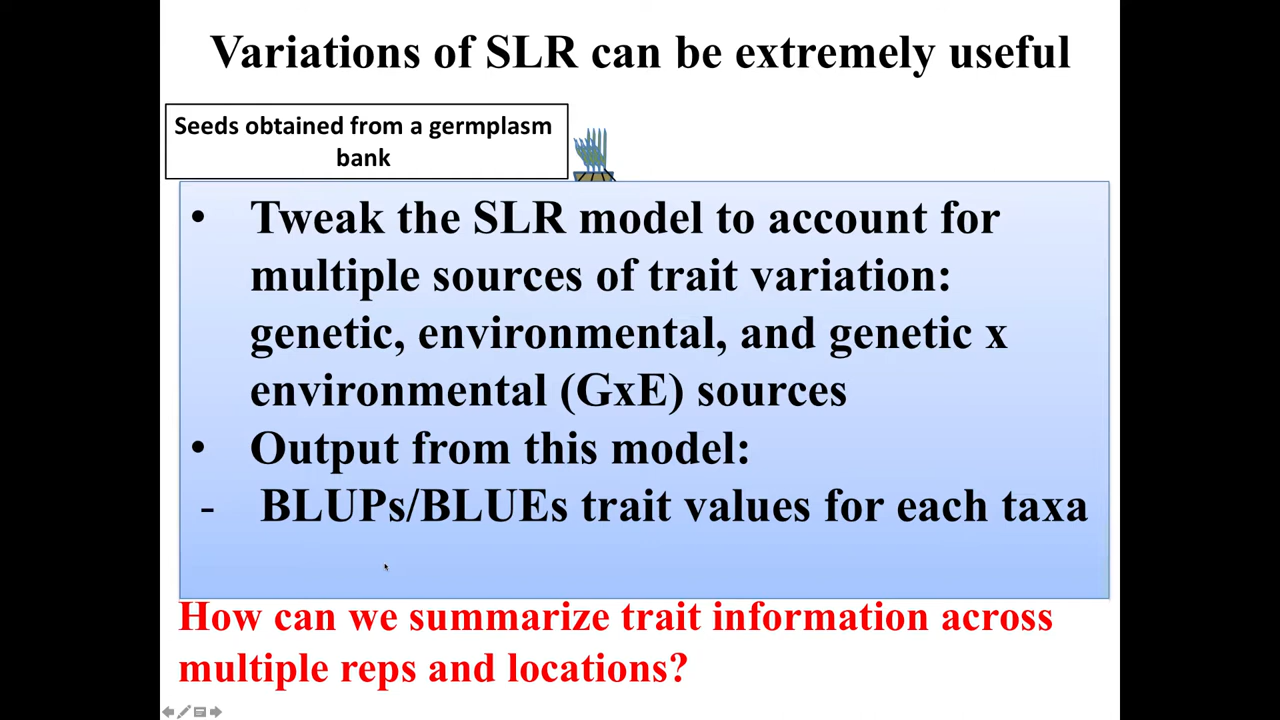 Variations of SLR can be extremely useful
Seeds obtained from a germplasm
bank
• Tweak the SLR model to account for
multiple sources of trait variation:
genetic, environmental, and genetic x
environmental (GxE) sources
• Output from this model:
- BLUPs/BLUEs trait values for each taxa
How can we summarize trait information across
multiple reps and locations?